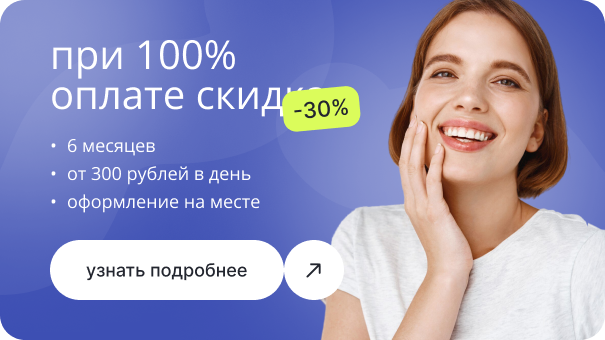 при 100%
оплате скидка
-30%
• 6 месяцев
• от 300 рублей в день
• оформление на месте
узнать подробнее